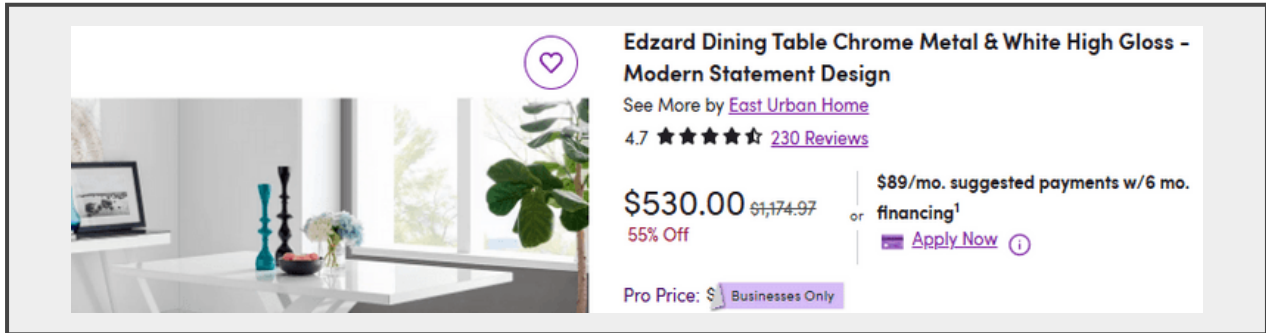 Edzard Dining Table Chrome Metal & White High Gloss -
Modern Statement Design
See More by East Urban Home
4.7 230 Reviews
$530.00 $1,174.97
55% Off
or
$89/mo. suggested payments w/6 mo.
financing¹
Apply Now
Pro Price: $ Businesses Only